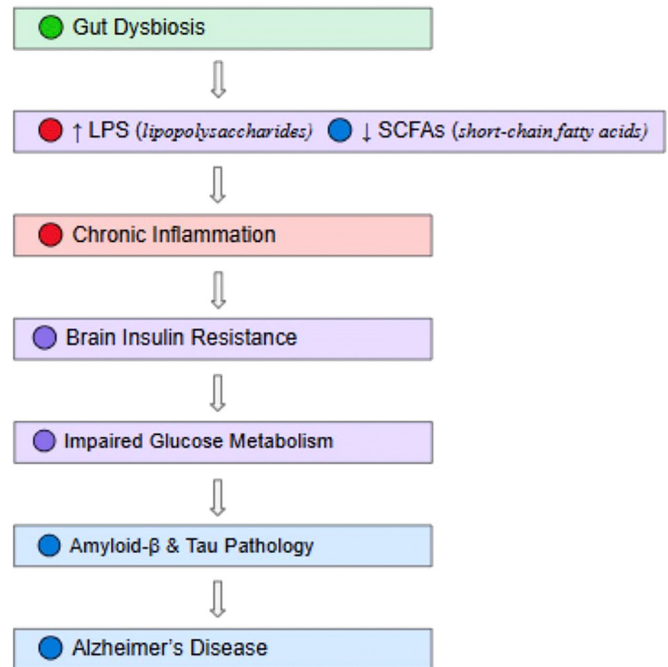 Gut Dysbiosis
↑ LPS (lipopolysaccharides) ↓ SCFAs (short-chain fatty acids)
Chronic Inflammation
Brain Insulin Resistance
Impaired Glucose Metabolism
Amyloid-β & Tau Pathology
Alzheimer’s Disease